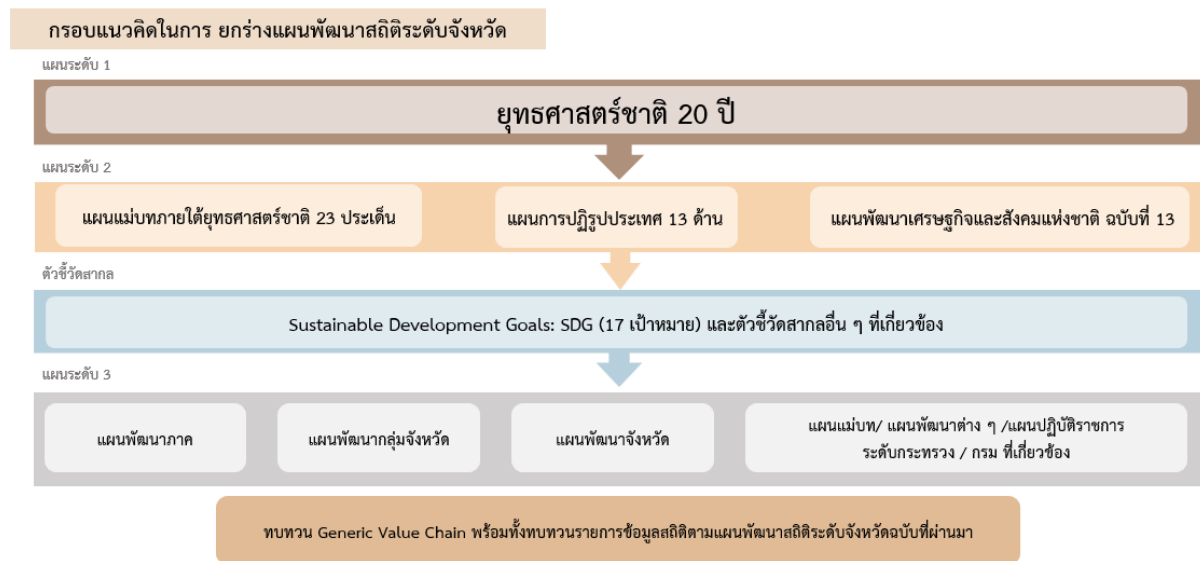 กรอบแนวคิดในการ ยกร่างแผนพัฒนาสถิติระดับจังหวัด
แผนระดับ 1
ยุทธศาสตร์ชาติ 20 ปี
แผนระดับ 2
แผนแม่บทภายใต้ยุทธศาสตร์ชาติ 23 ประเด็น
แผนการปฏิรูปประเทศ 13 ด้าน
แผนพัฒนาเศรษฐกิจและสังคมแห่งชาติ ฉบับที่ 13
ตัวชี้วัดสากล
Sustainable Development Goals: SDG (17 เป้าหมาย) และตัวชี้วัดสากลอื่น ๆ ที่เกี่ยวข้อง
แผนระดับ 3
แผนพัฒนาภาค
แผนพัฒนากลุ่มจังหวัด
แผนพัฒนาจังหวัด
แผนแม่บท/ แผนพัฒนาต่าง ๆ /แผนปฏิบัติราชการ
ระดับกระทรวง / กรม ที่เกี่ยวข้อง
ทบทวน Generic Value Chain พร้อมทั้งทบทวนรายการข้อมูลสถิติตามแผนพัฒนาสถิติระดับจังหวัดฉบับที่ผ่านมา